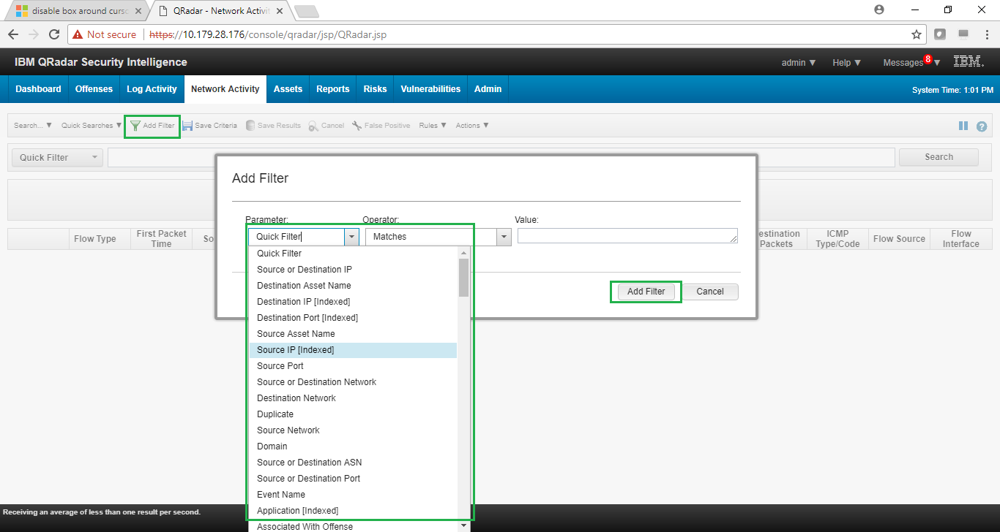 disable box around curso
QRadar - Network Activit
Not secure https://10.179.28.176/console/qradar/jsp/QRadar.jsp
IBM QRadar Security Intelligence
admin ▼ Help ▼ Messages 8 ▼ IBM.
Dashboard Offenses Log Activity Network Activity Assets Reports Risks Vulnerabilities Admin System Time: 1:01 PM
Search... ▼ Quick Searches ▼ Add Filter Save Criteria Save Results Cancel False Positive Rules ▼ Actions ▼ ?
Quick Filter Search
Flow Type First Packet Time So
estination Packets ICMP Type/Code Flow Source Flow Interface
Add Filter
Parameter: Operator: Value:
Quick Filter Matches
Quick Filter
Source or Destination IP
Destination Asset Name
Destination IP [Indexed]
Destination Port [Indexed]
Source Asset Name
Source IP [Indexed]
Source Port
Source or Destination Network
Destination Network
Duplicate
Source Network
Domain
Source or Destination ASN
Source or Destination Port
Event Name
Application [Indexed]
Associated With Offense
Add Filter Cancel
Receiving an average of less than one result per second.